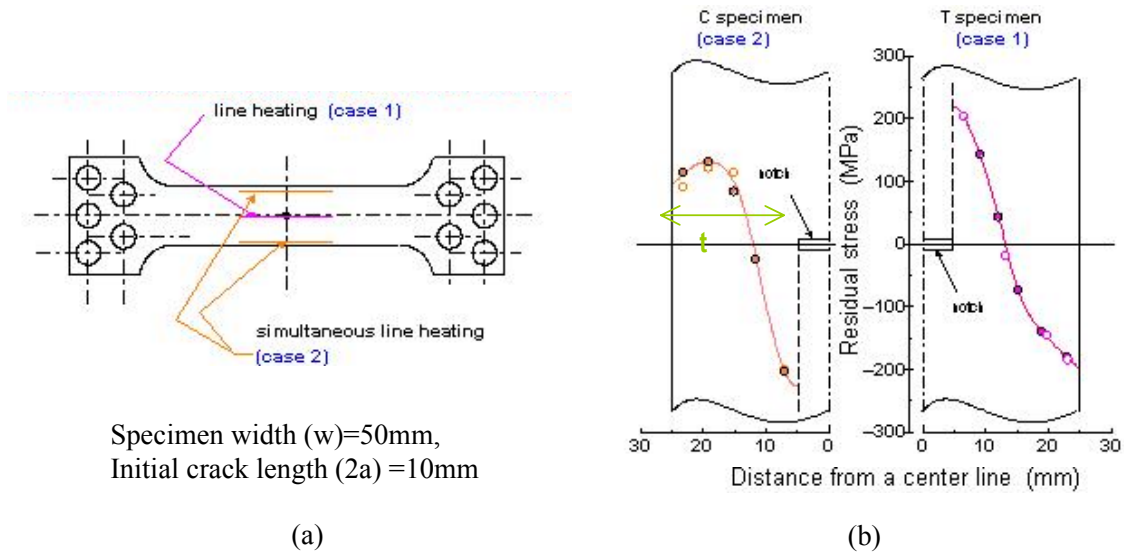 line heating (case 1)
simultaneous line heating
(case 2)
Specimen width (w)=50mm,
Initial crack length (2a) =10mm
(a)
C specimen
(case 2)
T specimen
(case 1)
300
200
100
0
−100
−200
−300
Residual stress (MPa)
notch
t
notch
30 20 10 0
0 10 20 30
Distance from a center line (mm)
(b)